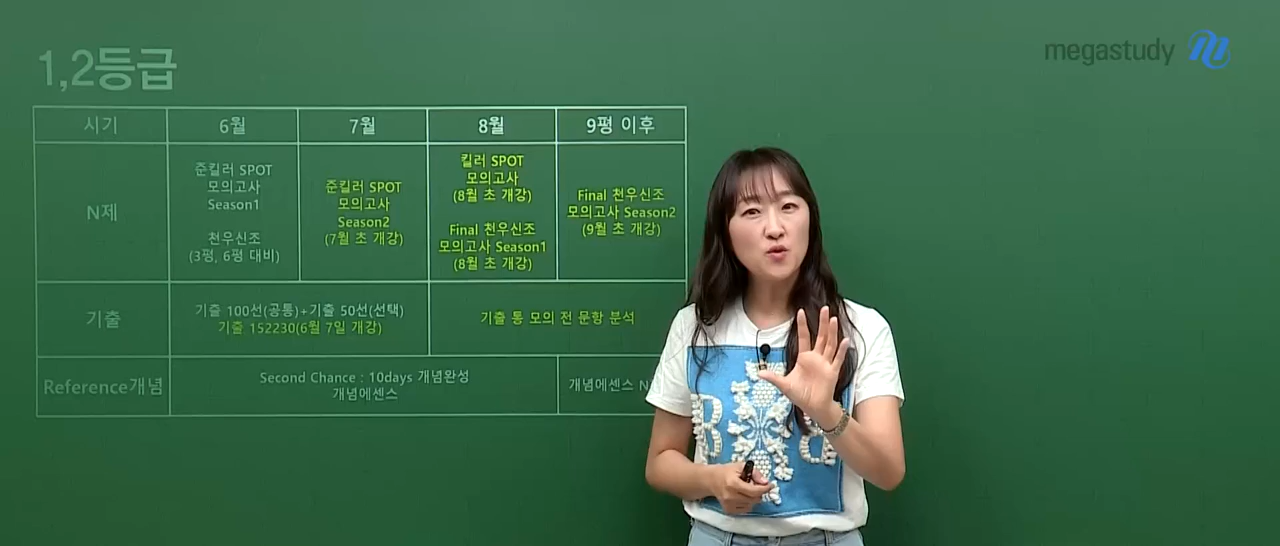 1,2등급
megastudy
시기
6월
7월
8월
9평 이후
N제
준킬러 SPOT
모의고사
Season1
천우신조
(3평, 6평 대비)
준킬러 SPOT
모의고사
Season2
(7월 초 개강)
킬러 SPOT
모의고사
(8월 초 개강)
Final 천우신조
모의고사 Season1
(8월 초 개강)
Final 천우신조
모의고사 Season2
(9월 초 개강)
기출
기출 100선(공통)+기출 50선(선택)
기출 152230(6월 7일 개강)
기출 통 모의 전 문항 분석
Reference개념
Second Chance : 10days 개념완성
개념에센스
개념에센스
B